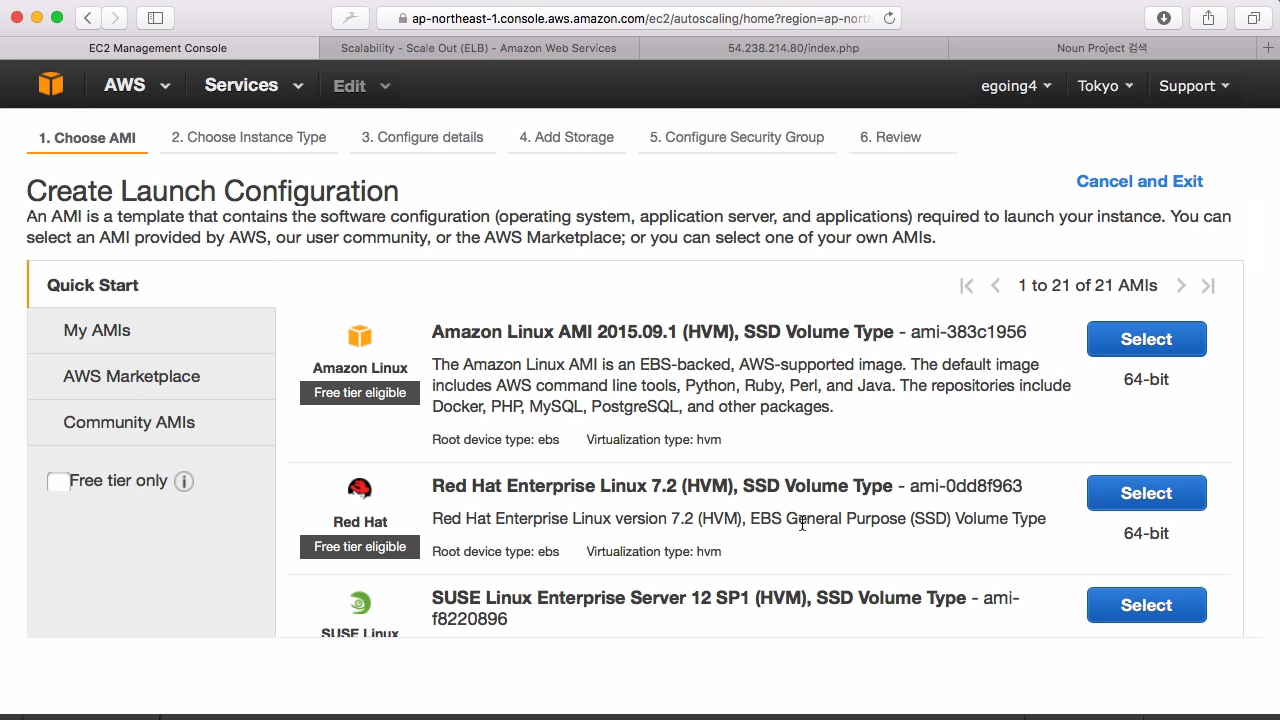 ap-northeast-1.console.aws.amazon.com/ec2/autoscaling/home?region=ap-nort
EC2 Management Console
Scalability - Scale Out (ELB) - Amazon Web Services
54.238.214.80/index.php
Noun Project 검색
AWS
Services
Edit
egoing4
Tokyo
Support
1. Choose AMI
2. Choose Instance Type
3. Configure details
4. Add Storage
5. Configure Security Group
6. Review
Create Launch Configuration
Cancel and Exit
An AMI is a template that contains the software configuration (operating system, application server, and applications) required to launch your instance. You can
select an AMI provided by AWS, our user community, or the AWS Marketplace; or you can select one of your own AMIs.
Quick Start
My AMIs
AWS Marketplace
Community AMIs
Free tier only
1 to 21 of 21 AMIs
Amazon Linux
Free tier eligible
Amazon Linux AMI 2015.09.1 (HVM), SSD Volume Type - ami-383c1956
The Amazon Linux AMI is an EBS-backed, AWS-supported image. The default image
includes AWS command line tools, Python, Ruby, Perl, and Java. The repositories include
Docker, PHP, MySQL, PostgreSQL, and other packages.
Root device type: ebs
Virtualization type: hvm
Select
64-bit
Red Hat
Free tier eligible
Red Hat Enterprise Linux 7.2 (HVM), SSD Volume Type - ami-0dd8f963
Red Hat Enterprise Linux version 7.2 (HVM), EBS General Purpose (SSD) Volume Type
Root device type: ebs
Virtualization type: hvm
Select
64-bit
SUSE Linux
SUSE Linux Enterprise Server 12 SP1 (HVM), SSD Volume Type - ami-
f8220896
Select